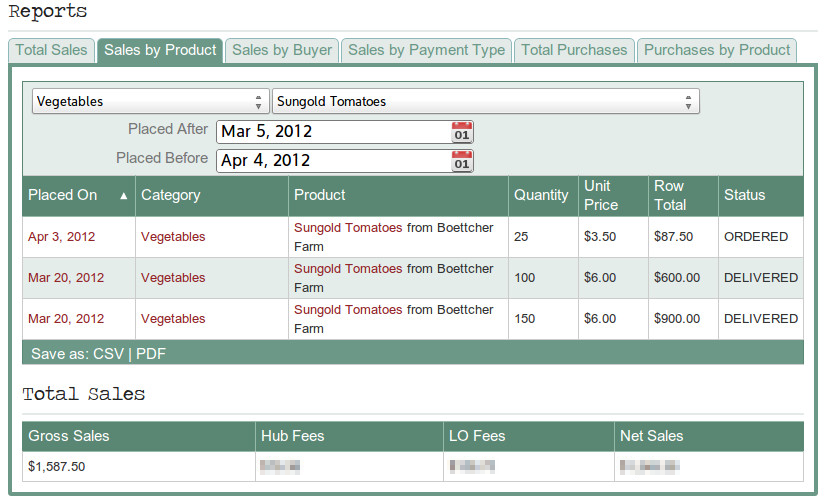 Reports
Total Sales Sales by Product Sales by Buyer Sales by Payment Type Total Purchases Purchases by Product
Vegetables Sungold Tomatoes
Placed After Mar 5, 2012 01
Placed Before Apr 4, 2012 01
Placed On ▲ Category Product Quantity Unit Price Row Total Status
Apr 3, 2012 Vegetables Sungold Tomatoes from Boettcher Farm 25 $3.50 $87.50 ORDERED
Mar 20, 2012 Vegetables Sungold Tomatoes from Boettcher Farm 100 $6.00 $600.00 DELIVERED
Mar 20, 2012 Vegetables Sungold Tomatoes from Boettcher Farm 150 $6.00 $900.00 DELIVERED
Save as: CSV | PDF
Total Sales
Gross Sales Hub Fees LO Fees Net Sales
$1,587.50